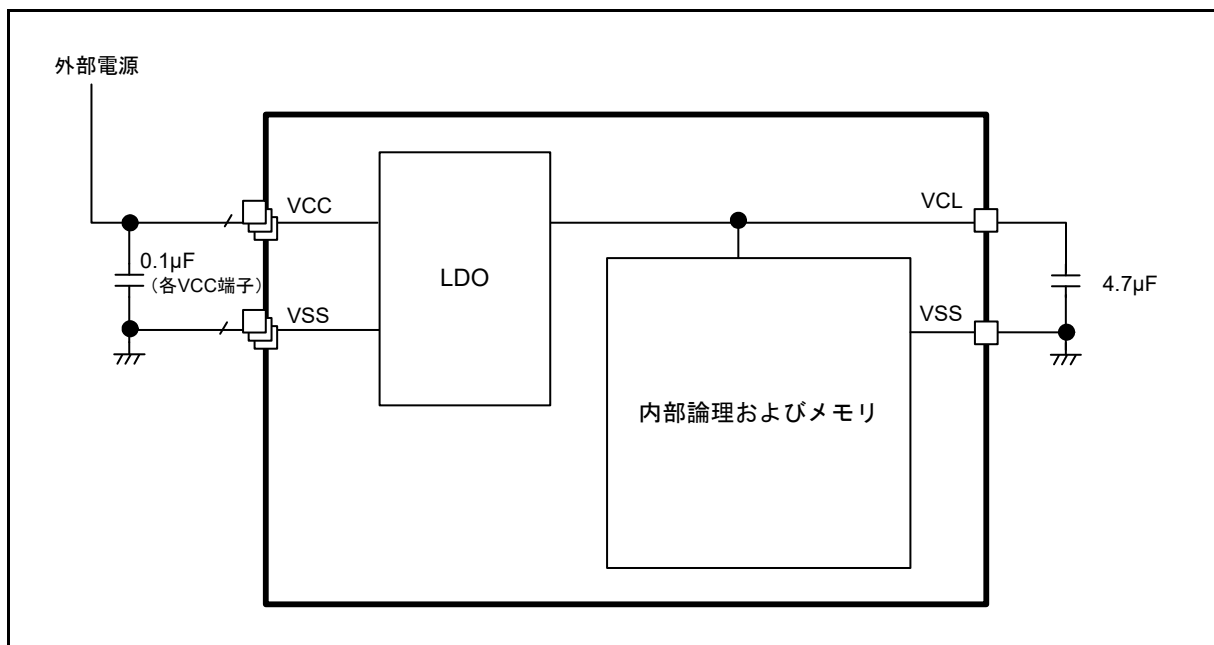 外部電源
VCC
VCL
0.1µF
（各VCC端子）
LDO
4.7µF
VSS
VSS
内部論理およびメモリ